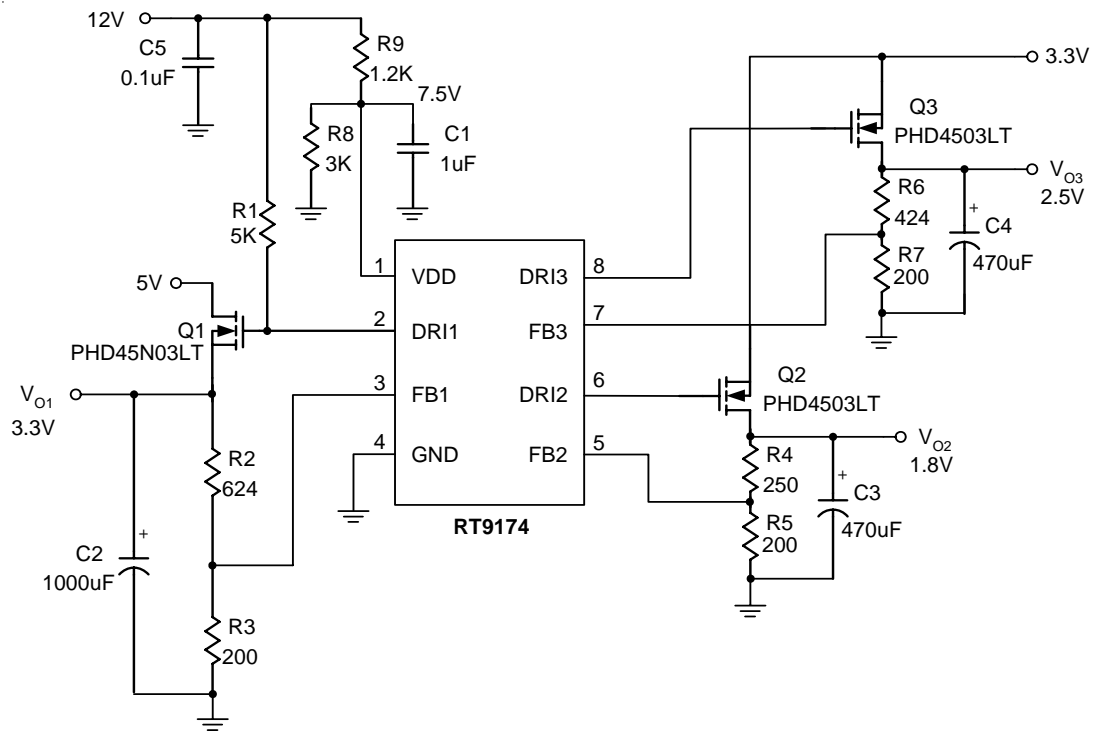 12V
C5
0.1uF
R9
1.2K
7.5V
R8
3K
C1
1uF
R1
5K
3.3V
Q3
PHD4503LT
V_O3
2.5V
R6
424
C4
470uF
R7
200
5V
Q1
PHD45N03LT
V_O1
3.3V
1 VDD
2 DRI1
3 FB1
4 GND
DRI3 8
FB3 7
DRI2 6
FB2 5
RT9174
Q2
PHD4503LT
V_O2
1.8V
R4
250
C3
470uF
R5
200
R2
624
C2
1000uF
R3
200
+
+
+